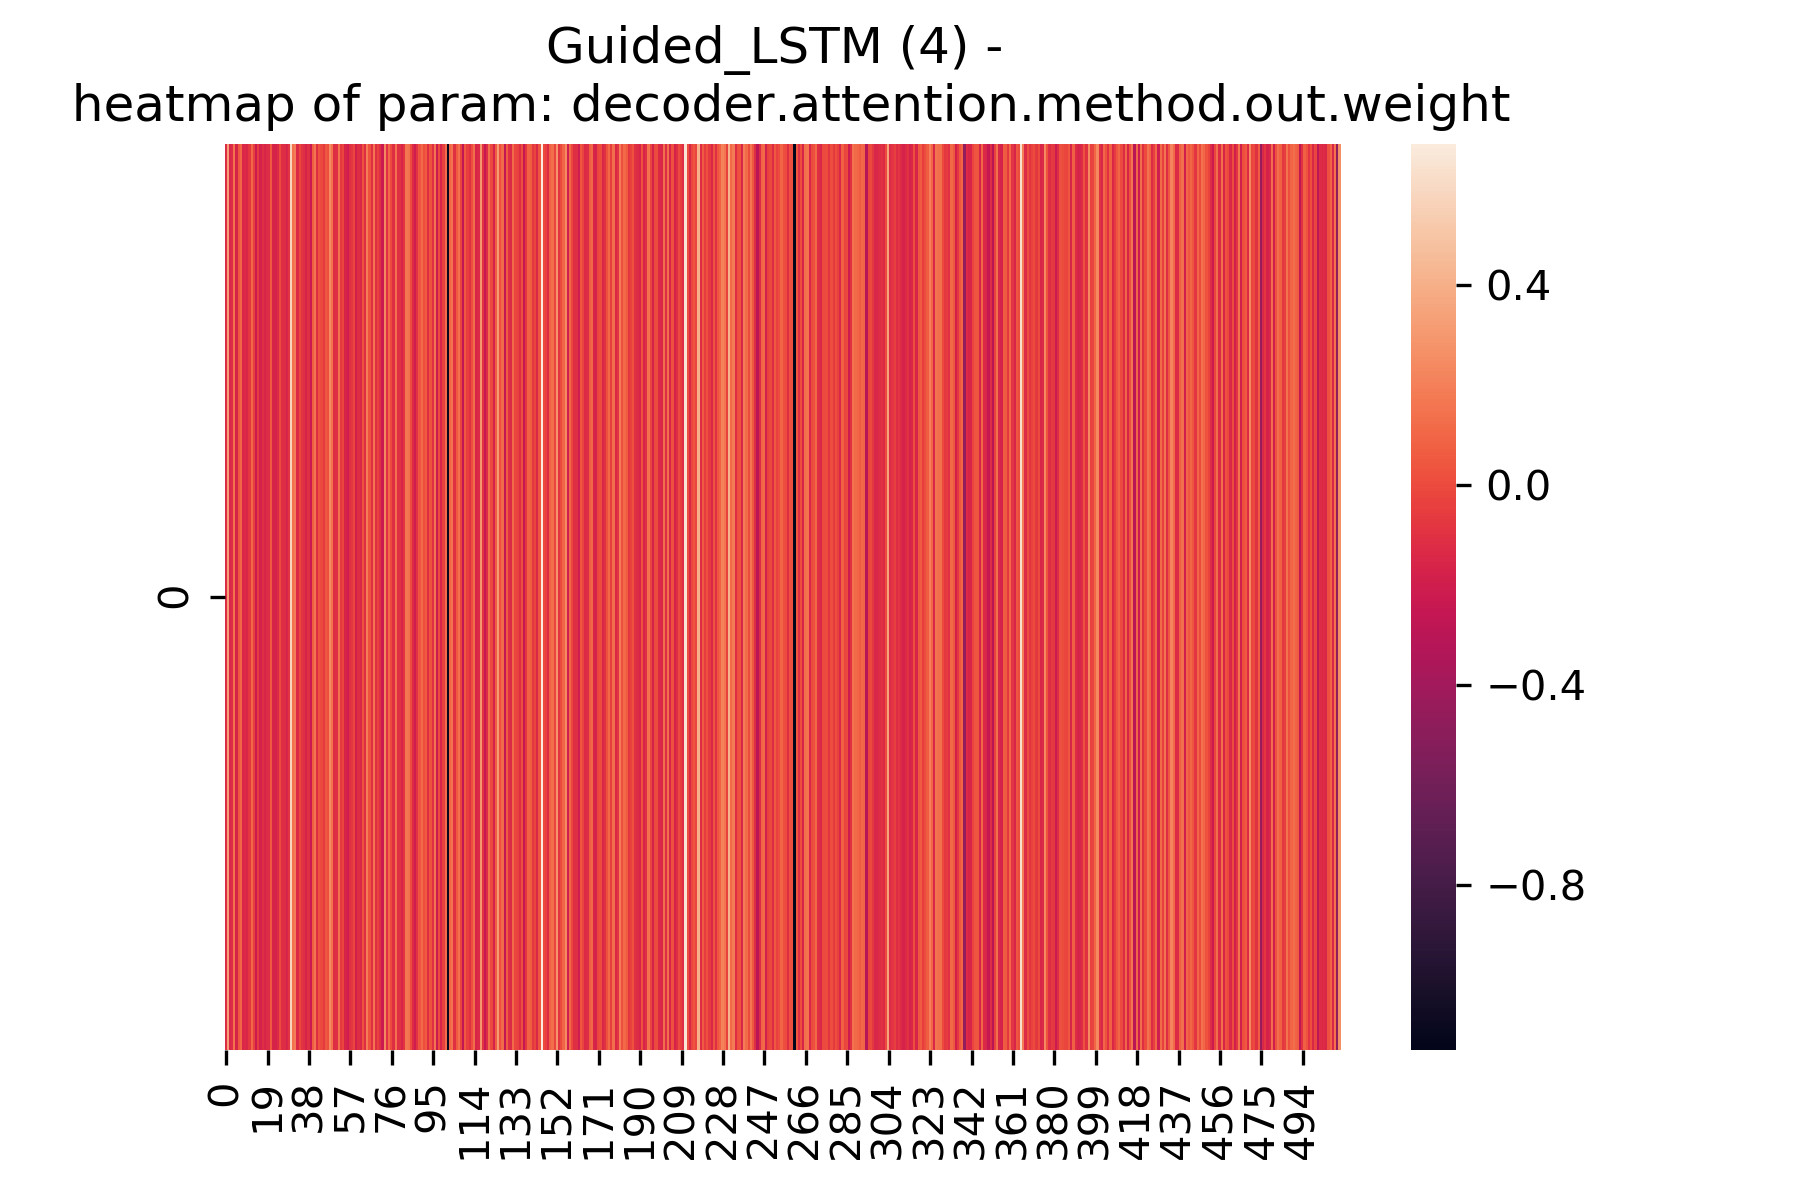 Guided_LSTM (4) -
heatmap of param: decoder.attention.method.out.weight
0
0.4
0.0
−0.4
−0.8
0 19 38 57 76 95 114 133 152 171 190 209 228 247 266 285 304 323 342 361 380 399 418 437 456 475 494